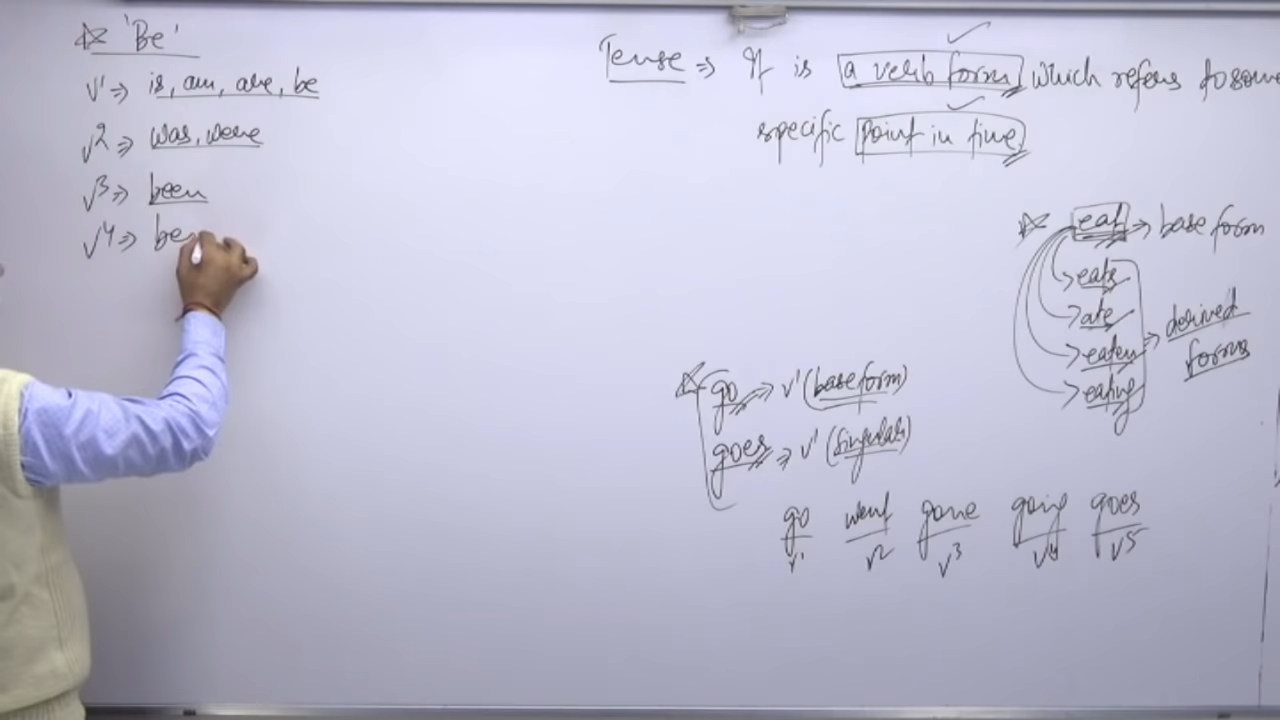 'Be'
V¹ => is, am, are, be
V² => was, were
V³ => been
V⁴ => be
Tense => It is a verb form which refers to some
specific point in time.
eat => base form
eats
ate
eaten
eating
derived
forms
go => V¹ (base form)
goes => V¹ (singular)
go went gone going goes
V¹ V² V³ V⁴ V⁵